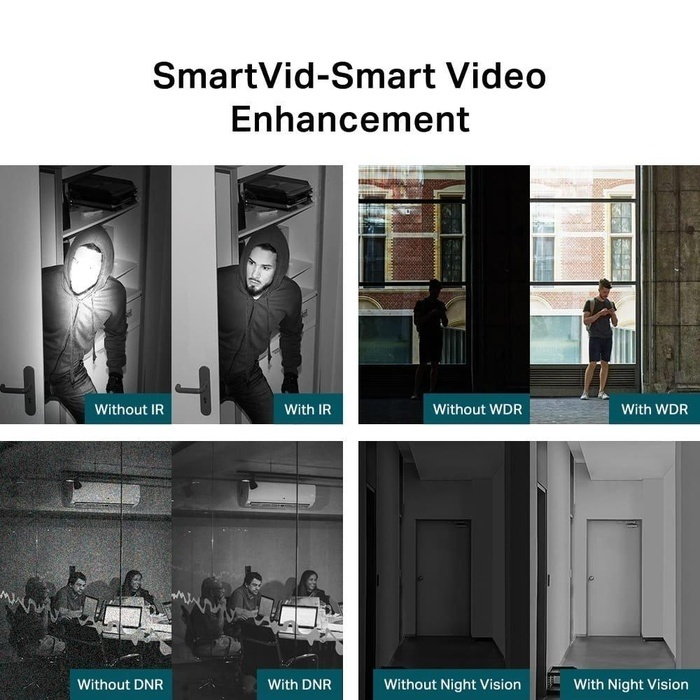 SmartVid-Smart Video
Enhancement
Without IR
With IR
Without WDR
With WDR
Without DNR
With DNR
Without Night Vision
With Night Vision